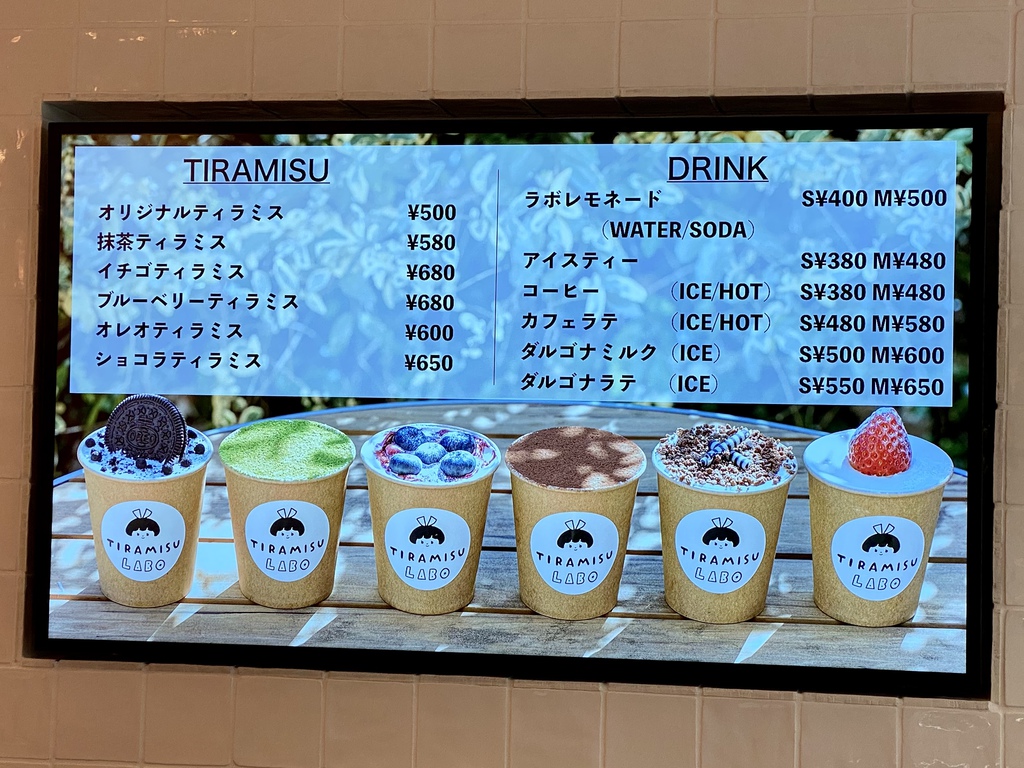 TIRAMISU
オリジナルティラミス ¥500
抹茶ティラミス ¥580
イチゴティラミス ¥680
ブルーベリーティラミス ¥680
オレオティラミス ¥600
ショコラティラミス ¥650
DRINK
ラボレモネード S¥400 M¥500
（WATER/SODA）
アイスティー S¥380 M¥480
コーヒー （ICE/HOT） S¥380 M¥480
カフェラテ （ICE/HOT） S¥480 M¥580
ダルゴナミルク（ICE） S¥500 M¥600
ダルゴナラテ （ICE） S¥550 M¥650
OREO
TIRAMISU
LABO
TIRAMISU
LABO
TIRAMISU
LABO
TIRAMISU
LABO
TIRAMISU
LABO
TIRAMISU
LABO